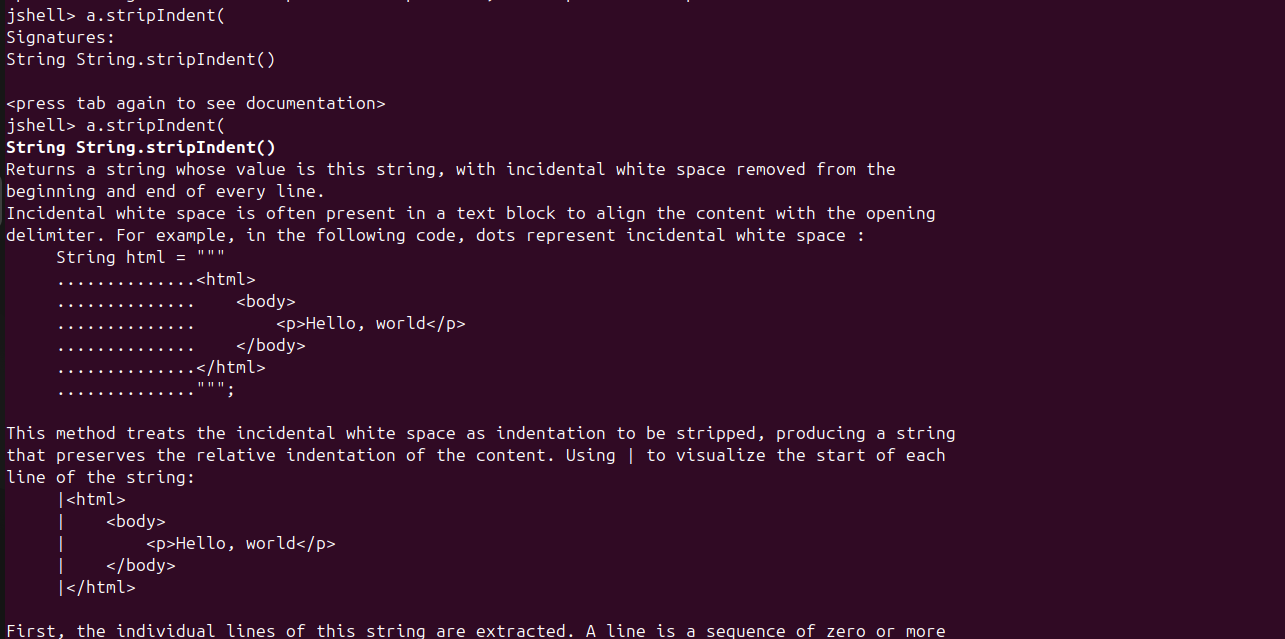 jshell> a.stripIndent(
Signatures:
String String.stripIndent()

<press tab again to see documentation>
jshell> a.stripIndent(
String String.stripIndent()
Returns a string whose value is this string, with incidental white space removed from the
beginning and end of every line.
Incidental white space is often present in a text block to align the content with the opening
delimiter. For example, in the following code, dots represent incidental white space :
     String html = """
     ..............<html>
     ..............    <body>
     ..............        <p>Hello, world</p>
     ..............    </body>
     ..............</html>
     ..............""";

This method treats the incidental white space as indentation to be stripped, producing a string
that preserves the relative indentation of the content. Using | to visualize the start of each
line of the string:
     |<html>
     |    <body>
     |        <p>Hello, world</p>
     |    </body>
     |</html>

First, the individual lines of this string are extracted. A line is a sequence of zero or more